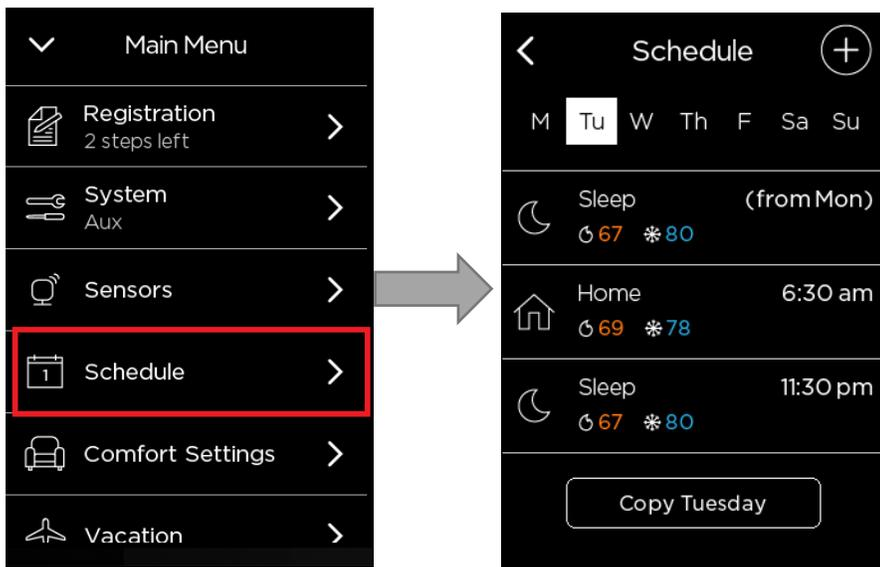 Main Menu
Registration
2 steps left
System
Aux
Sensors
1
Schedule
Comfort Settings
Vacation
Schedule
M Tu W Th F Sa Su
Sleep (from Mon)
67 80
Home 6:30 am
69 78
Sleep 11:30 pm
67 80
Copy Tuesday